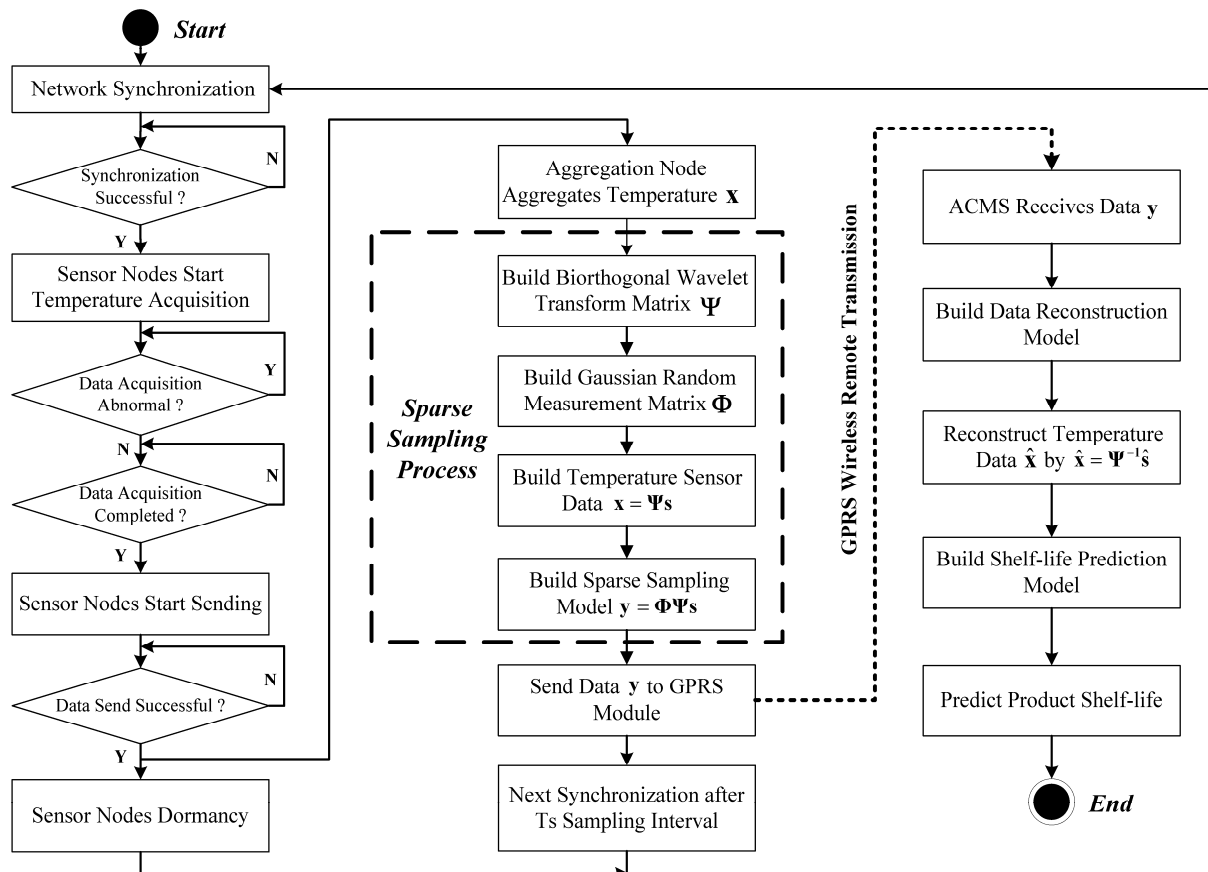 Start
Network Synchronization
N
Synchronization
Successful ?
Y
Sensor Nodes Start
Temperature Acquisition
Y
Data Acquisition
Abnormal ?
N
N
Data Acquisition
Completed ?
Y
Sensor Nodes Start Sending
N
Data Send Successful ?
Y
Sensor Nodes Dormancy
Aggregation Node
Aggregates Temperature x
Sparse
Sampling
Process
Build Biorthogonal Wavelet
Transform Matrix Ψ
Build Gaussian Random
Measurement Matrix Φ
Build Temperature Sensor
Data x = Ψs
Build Sparse Sampling
Model y = ΦΨs
Send Data y to GPRS
Module
Next Synchronization after
Ts Sampling Interval
GPRS Wireless Remote Transmission
ACMS Receives Data y
Build Data Reconstruction
Model
Reconstruct Temperature
Data x̂ by x̂ = Ψ⁻¹ŝ
Build Shelf-life Prediction
Model
Predict Product Shelf-life
End